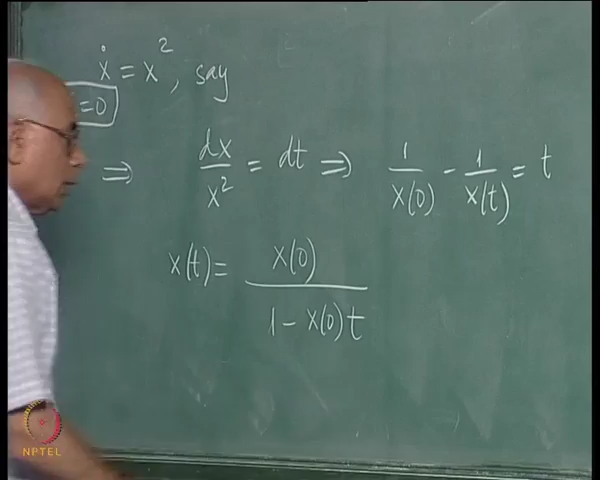 ẋ = x², say
=0
⇒ dx/x² = dt ⇒ 1/x(0) - 1/x(t) = t
x(t) = x(0)/(1 - x(0)t)
NPTEL